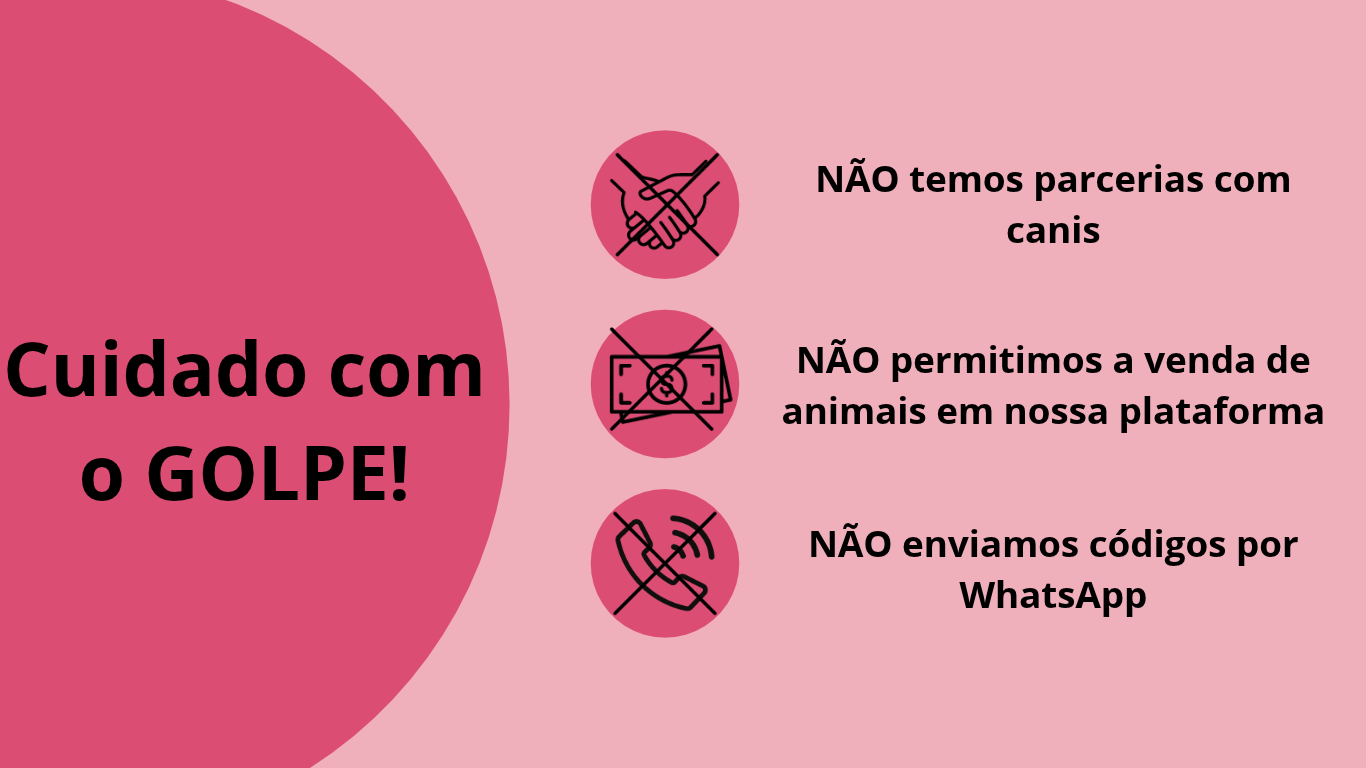 Cuidado com
o GOLPE!
NÃO temos parcerias com
canis
NÃO permitimos a venda de
animais em nossa plataforma
NÃO enviamos códigos por
WhatsApp